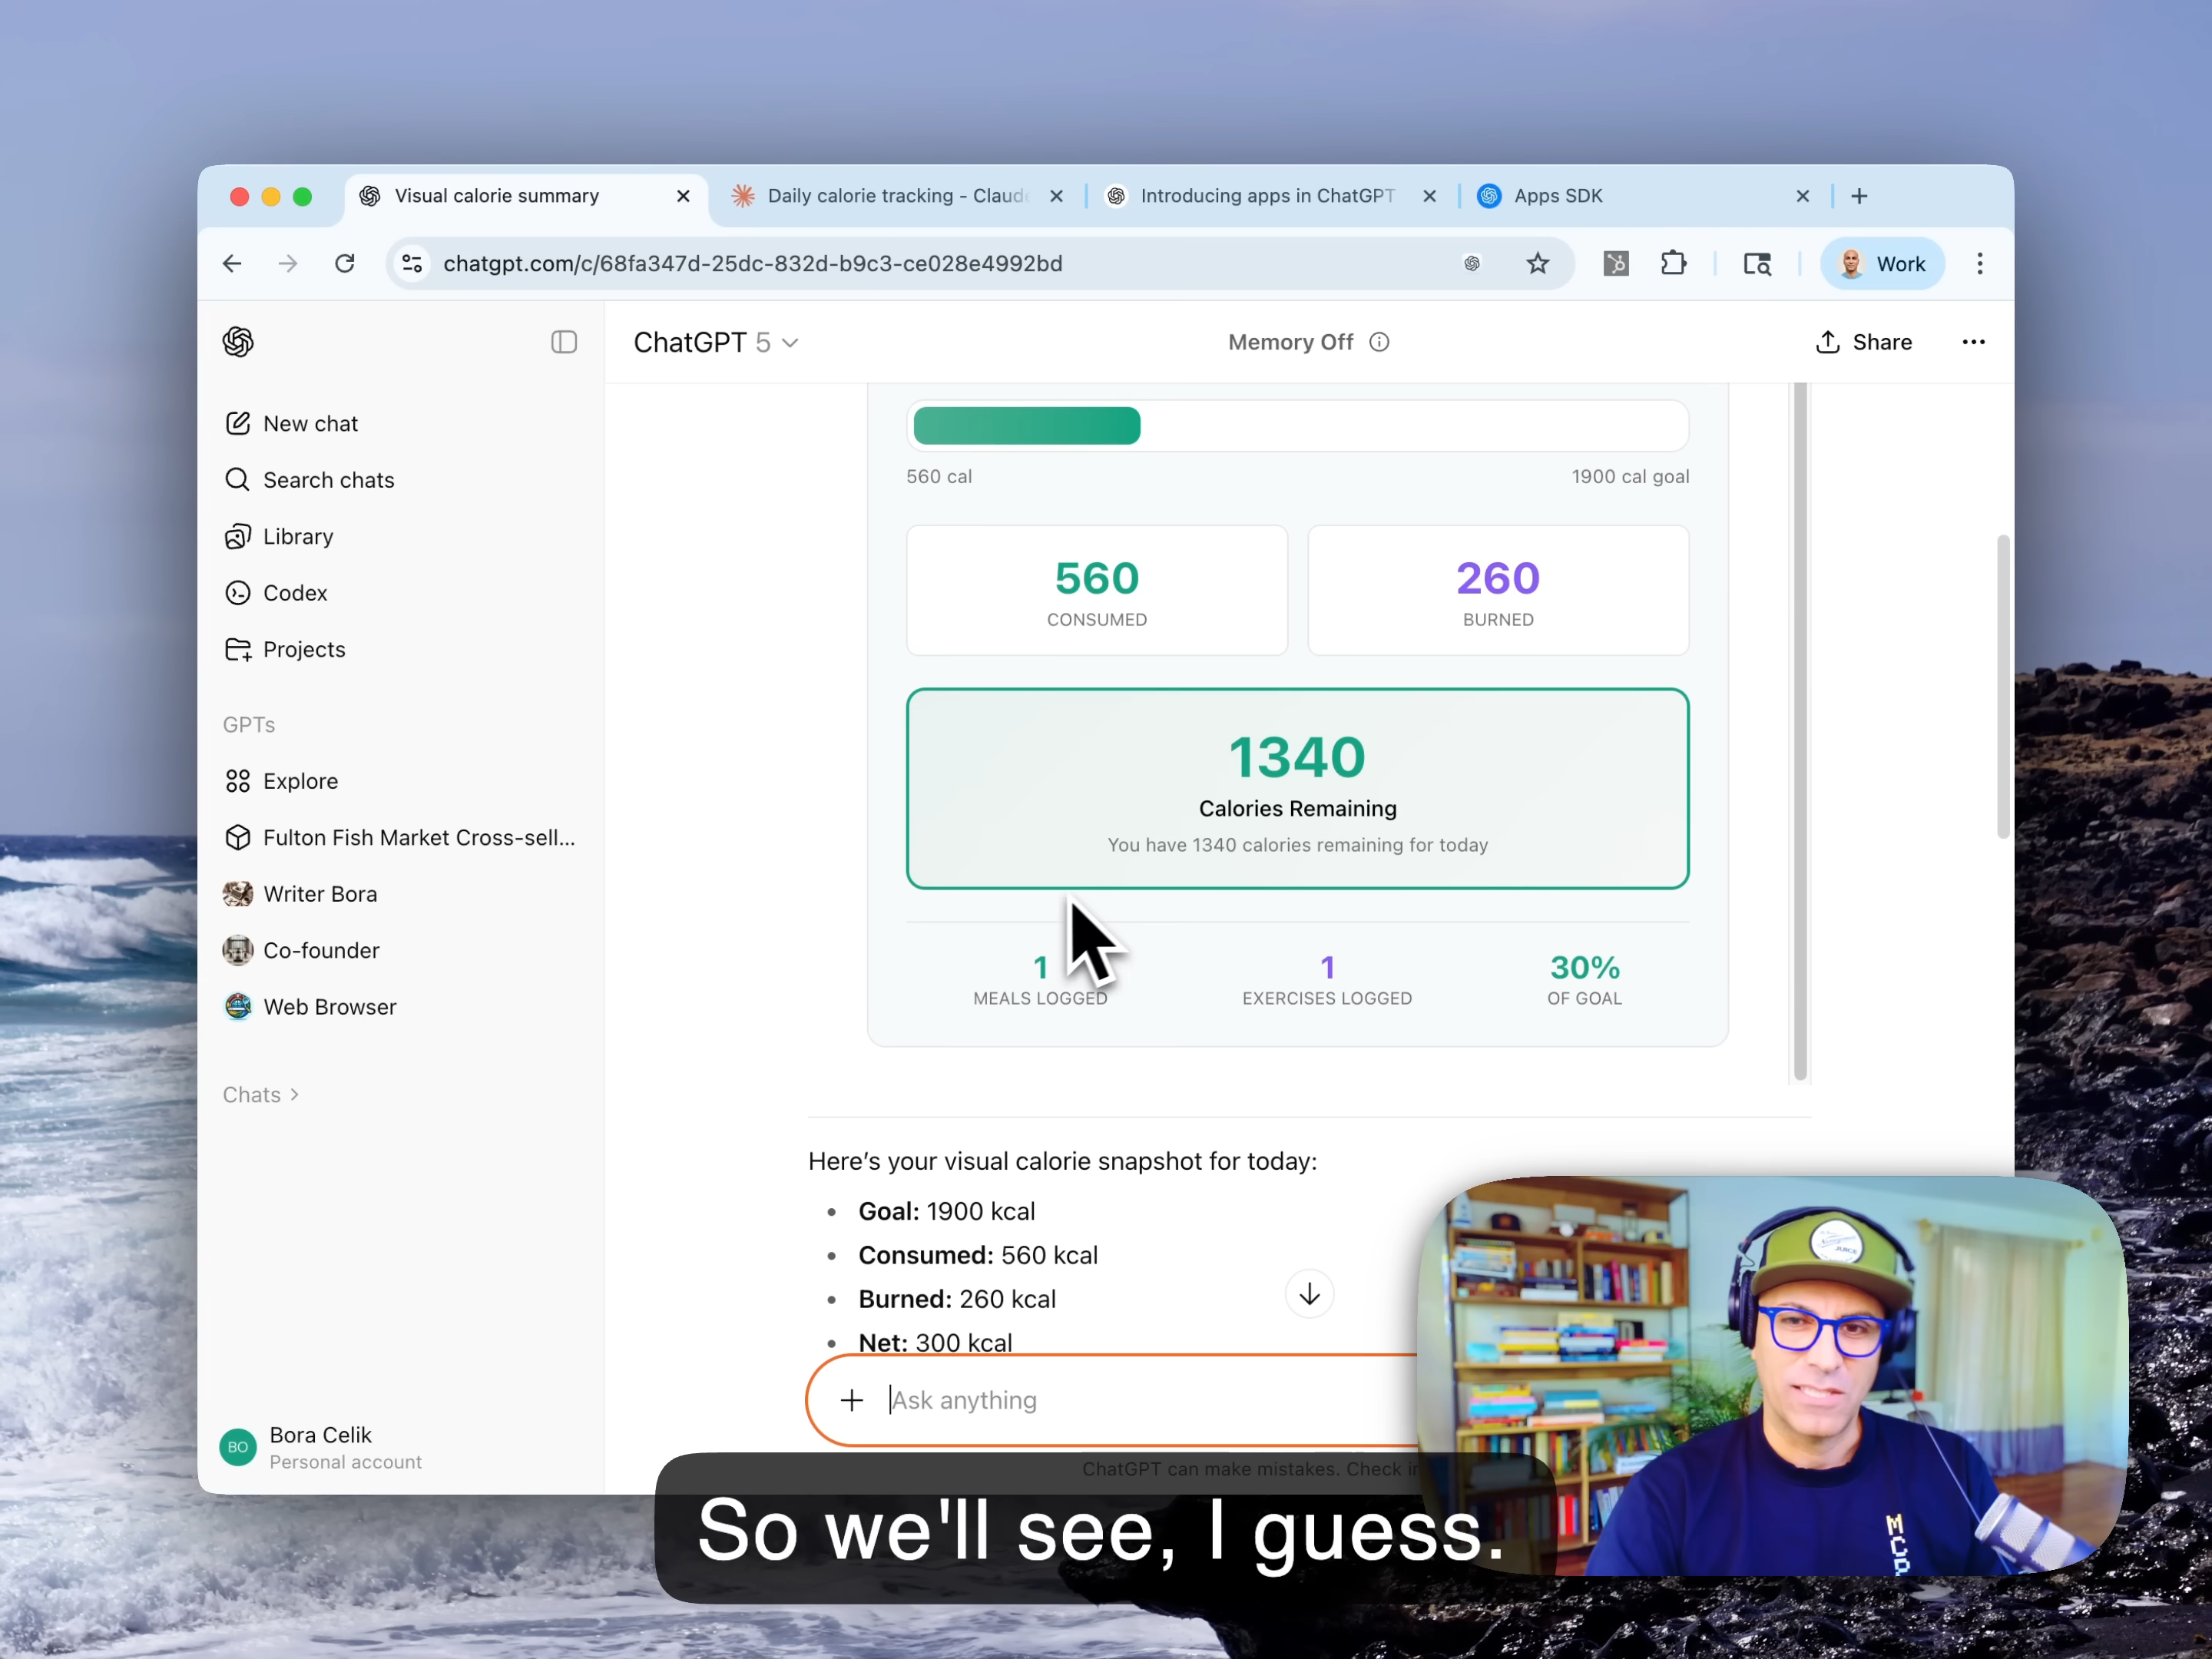 Visual calorie summary
Daily calorie tracking - Claude
Introducing apps in ChatGPT
Apps SDK
chatgpt.com/c/68fa347d-25dc-832d-b9c3-ce028e4992bd
Work
ChatGPT 5
Memory Off
Share
New chat
Search chats
Library
Codex
Projects
GPTs
Explore
Fulton Fish Market Cross-sell...
Writer Bora
Co-founder
Web Browser
Chats
BO
Bora Celik
Personal account
560 cal
1900 cal goal
560
CONSUMED
260
BURNED
1340
Calories Remaining
You have 1340 calories remaining for today
1
MEALS LOGGED
1
EXERCISES LOGGED
30%
OF GOAL
Here's your visual calorie snapshot for today:
• Goal: 1900 kcal
• Consumed: 560 kcal
• Burned: 260 kcal
• Net: 300 kcal
Ask anything
ChatGPT can make mistakes. Check
JUICE
MCP
So we'll see, I guess.